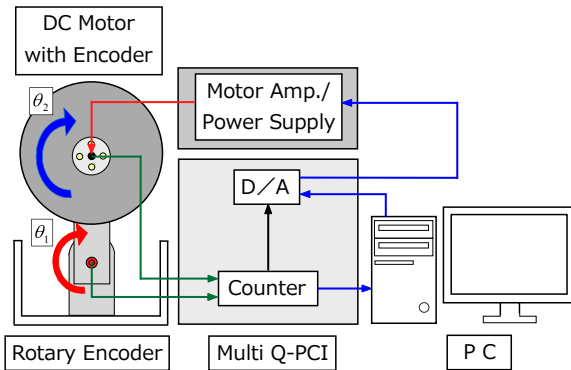 DC Motor
with Encoder
θ2
Motor Amp./
Power Supply
D／A
θ1
Counter
Rotary Encoder
Multi Q-PCI
P C